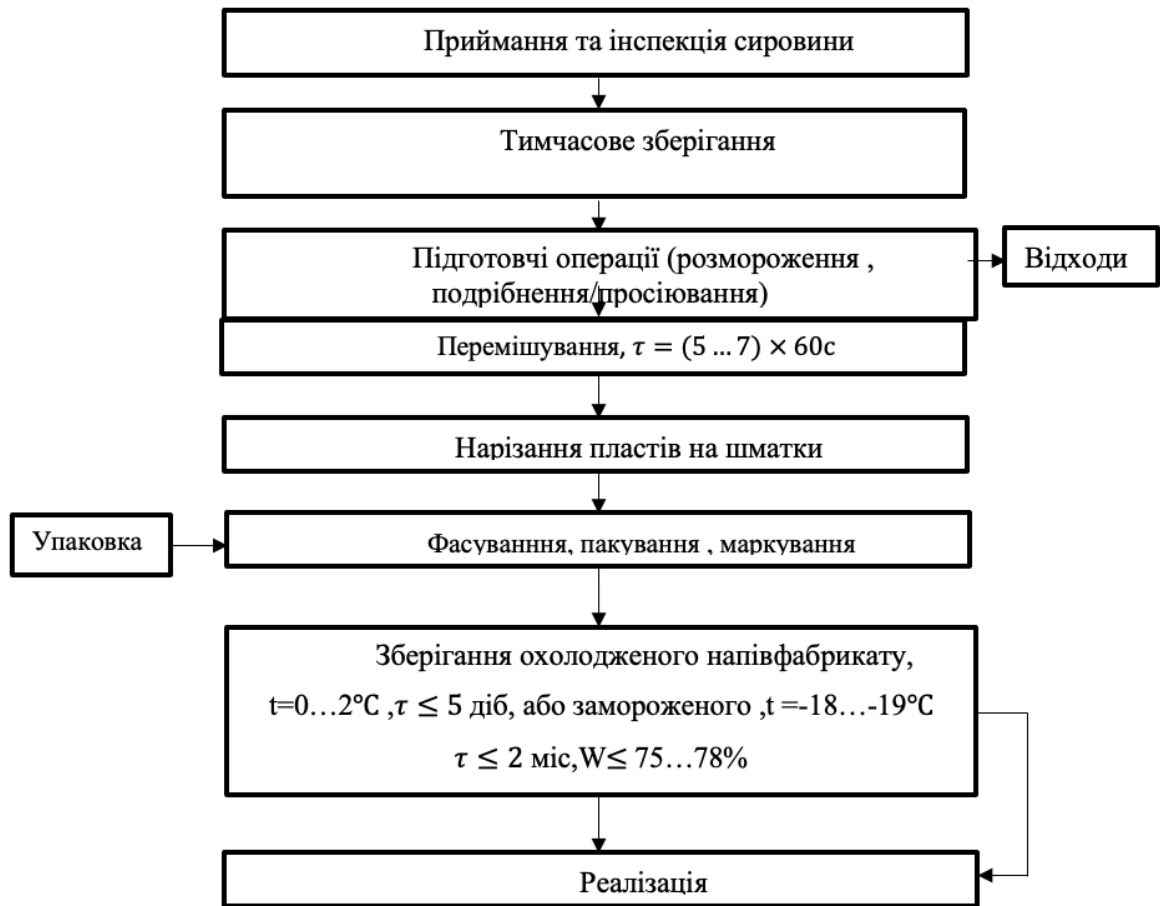 Приймання та інспекція сировини
Тимчасове зберігання
Підготовчі операції (розмороження ,
подрібнення/просіювання)
Відходи
Перемішування, τ = (5 … 7) × 60с
Нарізання пластів на шматки
Упаковка
Фасуванння, пакування , маркування
Зберігання охолодженого напівфабрикату,
t=0…2℃ ,τ ≤ 5 діб, або замороженого ,t =-18…-19℃
τ ≤ 2 міс,W≤ 75…78%
Реалізація